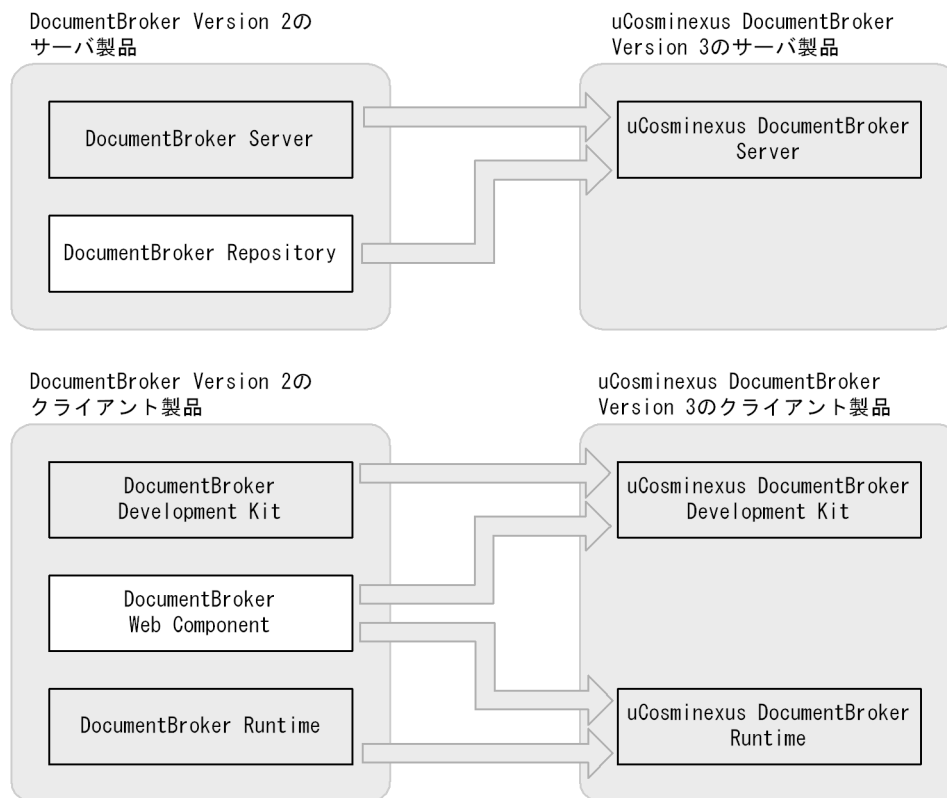 DocumentBroker Version 2の
サーバ製品
uCosminexus DocumentBroker
Version 3のサーバ製品
DocumentBroker Server
uCosminexus DocumentBroker
Server
DocumentBroker Repository
DocumentBroker Version 2の
クライアント製品
uCosminexus DocumentBroker
Version 3のクライアント製品
DocumentBroker
Development Kit
uCosminexus DocumentBroker
Development Kit
DocumentBroker
Web Component
DocumentBroker Runtime
uCosminexus DocumentBroker
Runtime